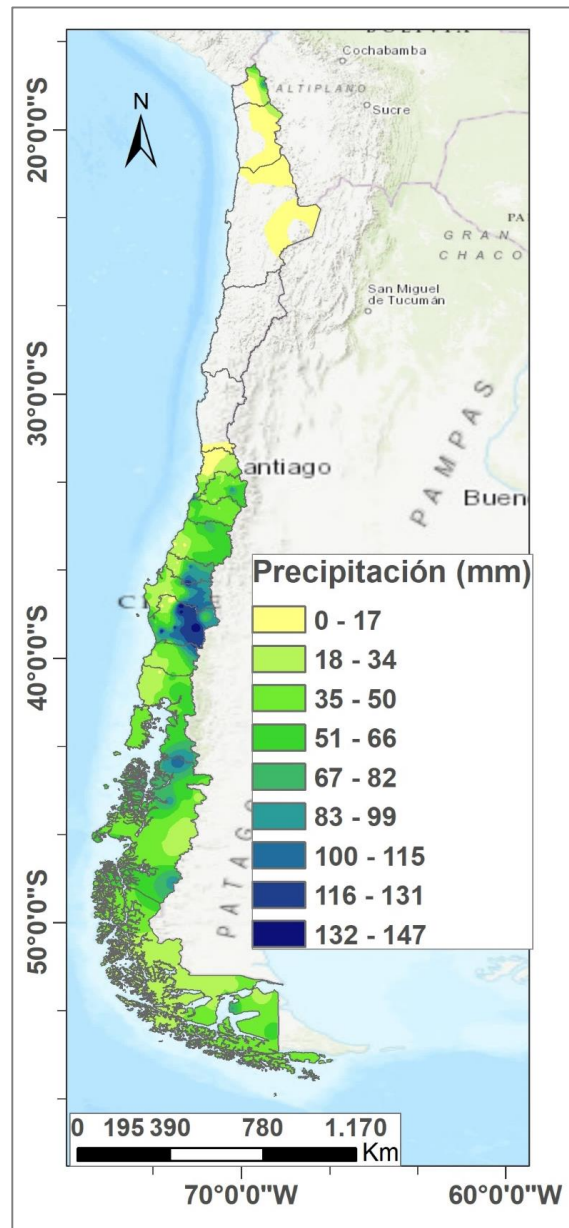 BOLIVIA
Cochabamba
N
ALTIPLANO
Sucre
20°0'0"S
PA
GRAN
CHACO
San Miguel
de Tucumán
30°0'0"S
PAMPAS
antiago
Buen
Precipitación (mm)
0 - 17
18 - 34
35 - 50
51 - 66
67 - 82
83 - 99
100 - 115
116 - 131
132 - 147
40°0'0"S
PATAG
50°0'0"S
0 195 390 780 1.170
Km
70°0'0"W 60°0'0"W